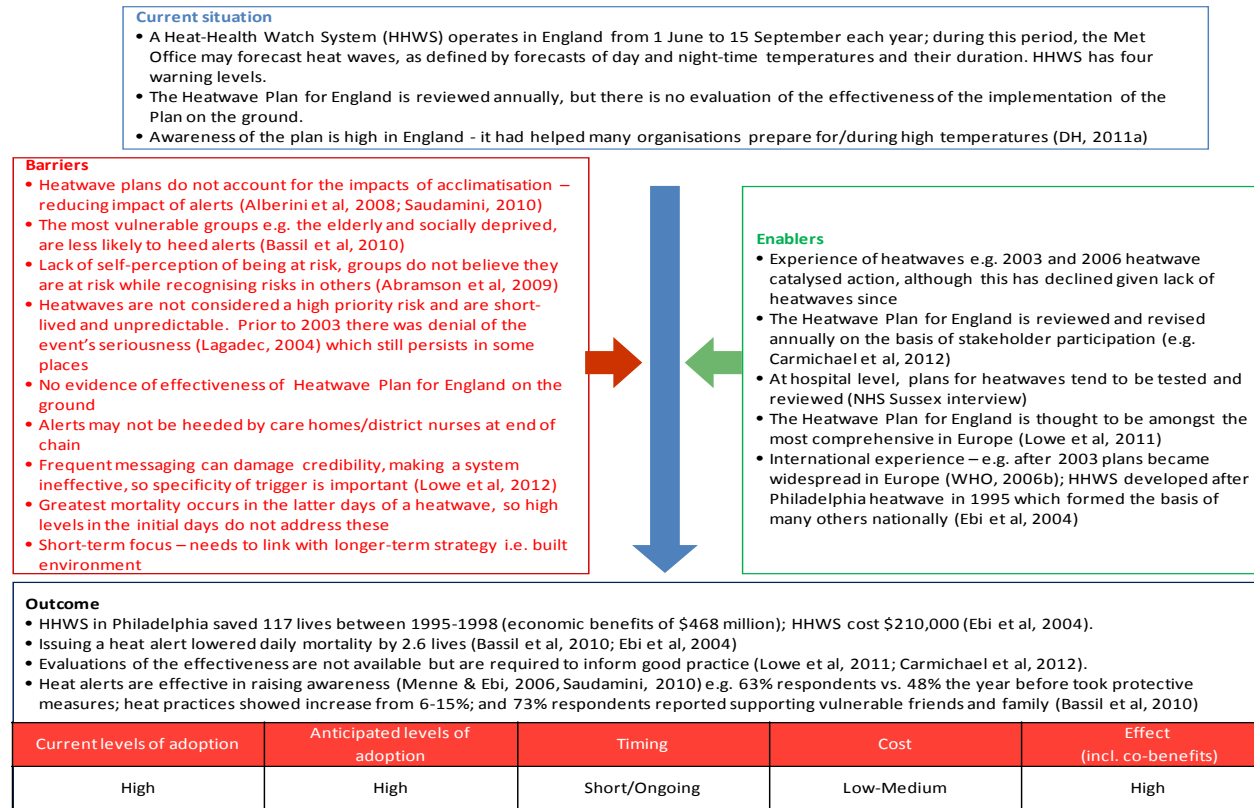 Current situation
• A Heat-Health Watch System (HHWS) operates in England from 1 June to 15 September each year; during this period, the Met
Office may forecast heat waves, as defined by forecasts of day and night-time temperatures and their duration. HHWS has four
warning levels.
• The Heatwave Plan for England is reviewed annually, but there is no evaluation of the effectiveness of the implementation of the
Plan on the ground.
• Awareness of the plan is high in England - it had helped many organisations prepare for/during high temperatures (DH, 2011a)
Barriers
• Heatwave plans do not account for the impacts of acclimatisation –
reducing impact of alerts (Alberini et al, 2008; Saudamini, 2010)
• The most vulnerable groups e.g. the elderly and socially deprived,
are less likely to heed alerts (Bassil et al, 2010)
• Lack of self-perception of being at risk, groups do not believe they
are at risk while recognising risks in others (Abramson et al, 2009)
• Heatwaves are not considered a high priority risk and are short-
lived and unpredictable. Prior to 2003 there was denial of the
event's seriousness (Lagadec, 2004) which still persists in some
places
• No evidence of effectiveness of Heatwave Plan for England on the
ground
• Alerts may not be heeded by care homes/district nurses at end of
chain
• Frequent messaging can damage credibility, making a system
ineffective, so specificity of trigger is important (Lowe et al, 2012)
• Greatest mortality occurs in the latter days of a heatwave, so high
levels in the initial days do not address these
• Short-term focus – needs to link with longer-term strategy i.e. built
environment
Enablers
• Experience of heatwaves e.g. 2003 and 2006 heatwave
catalysed action, although this has declined given lack of
heatwaves since
• The Heatwave Plan for England is reviewed and revised
annually on the basis of stakeholder participation (e.g.
Carmichael et al, 2012)
• At hospital level, plans for heatwaves tend to be tested and
reviewed (NHS Sussex interview)
• The Heatwave Plan for England is thought to be amongst the
most comprehensive in Europe (Lowe et al, 2011)
• International experience – e.g. after 2003 plans became
widespread in Europe (WHO, 2006b); HHWS developed after
Philadelphia heatwave in 1995 which formed the basis of
many others nationally (Ebi et al, 2004)
Outcome
• HHWS in Philadelphia saved 117 lives between 1995-1998 (economic benefits of $468 million); HHWS cost $210,000 (Ebi et al, 2004).
• Issuing a heat alert lowered daily mortality by 2.6 lives (Bassil et al, 2010; Ebi et al, 2004)
• Evaluations of the effectiveness are not available but are required to inform good practice (Lowe et al, 2011; Carmichael et al, 2012).
• Heat alerts are effective in raising awareness (Menne & Ebi, 2006, Saudamini, 2010) e.g. 63% respondents vs. 48% the year before took protective
measures; heat practices showed increase from 6-15%; and 73% respondents reported supporting vulnerable friends and family (Bassil et al, 2010)
Current levels of adoption
Anticipated levels of
adoption
Timing
Cost
Effect
(incl. co-benefits)
High
High
Short/Ongoing
Low-Medium
High